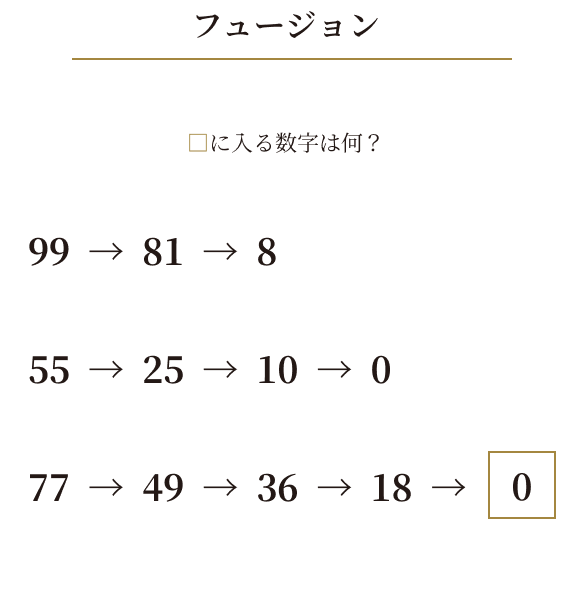 フュージョン
□に入る数字は何？
99 → 81 → 8
55 → 25 → 10 → 0
77 → 49 → 36 → 18 → 0